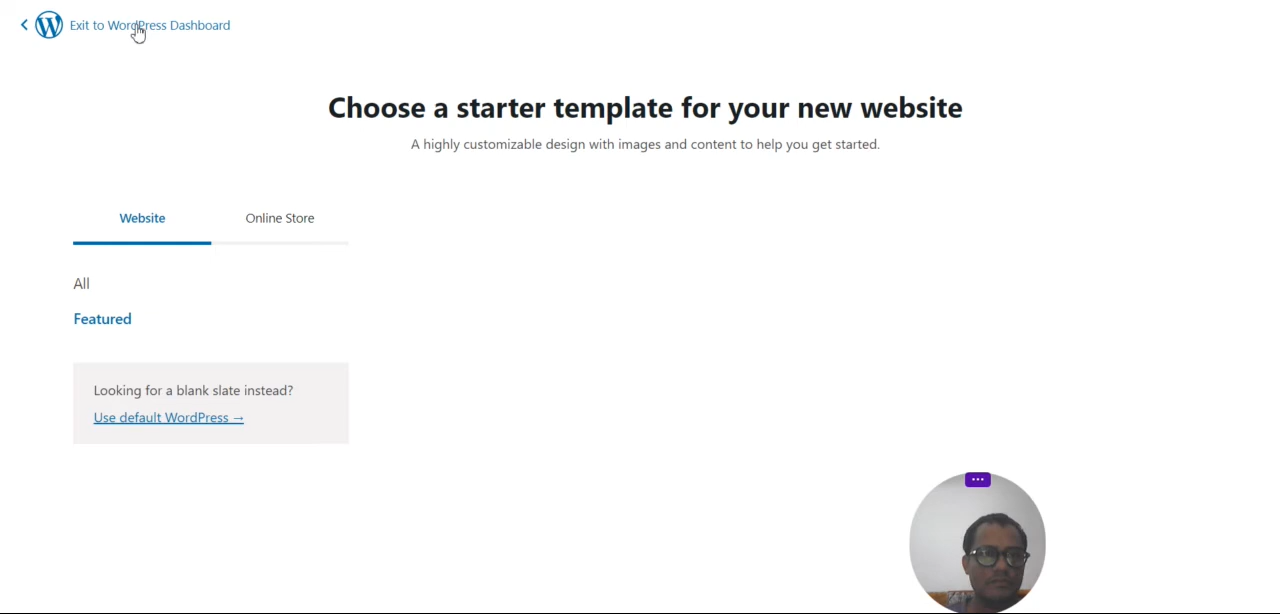 Exit to WordPress Dashboard
Choose a starter template for your new website
A highly customizable design with images and content to help you get started.
Website
Online Store
All
Featured
Looking for a blank slate instead?
Use default WordPress →